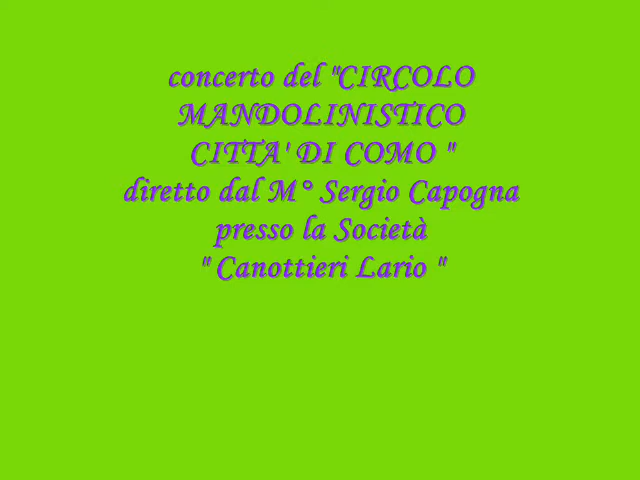 concerto del "CIRCOLO
MANDOLINISTICO
CITTA' DI COMO "
diretto dal M° Sergio Capogna
presso la Società
" Canottieri Lario "